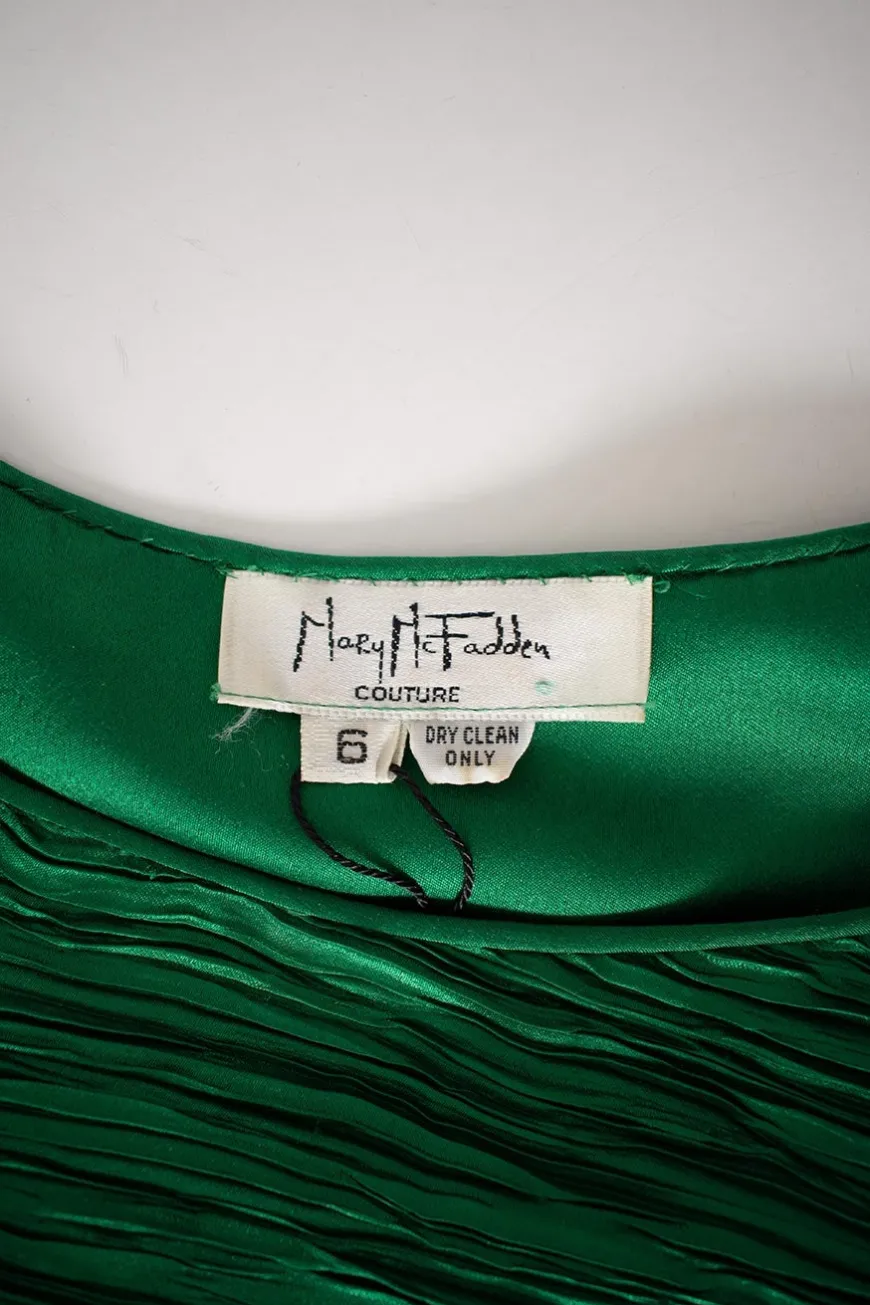 Mary McFadden
COUTURE
6
DRY CLEAN
ONLY